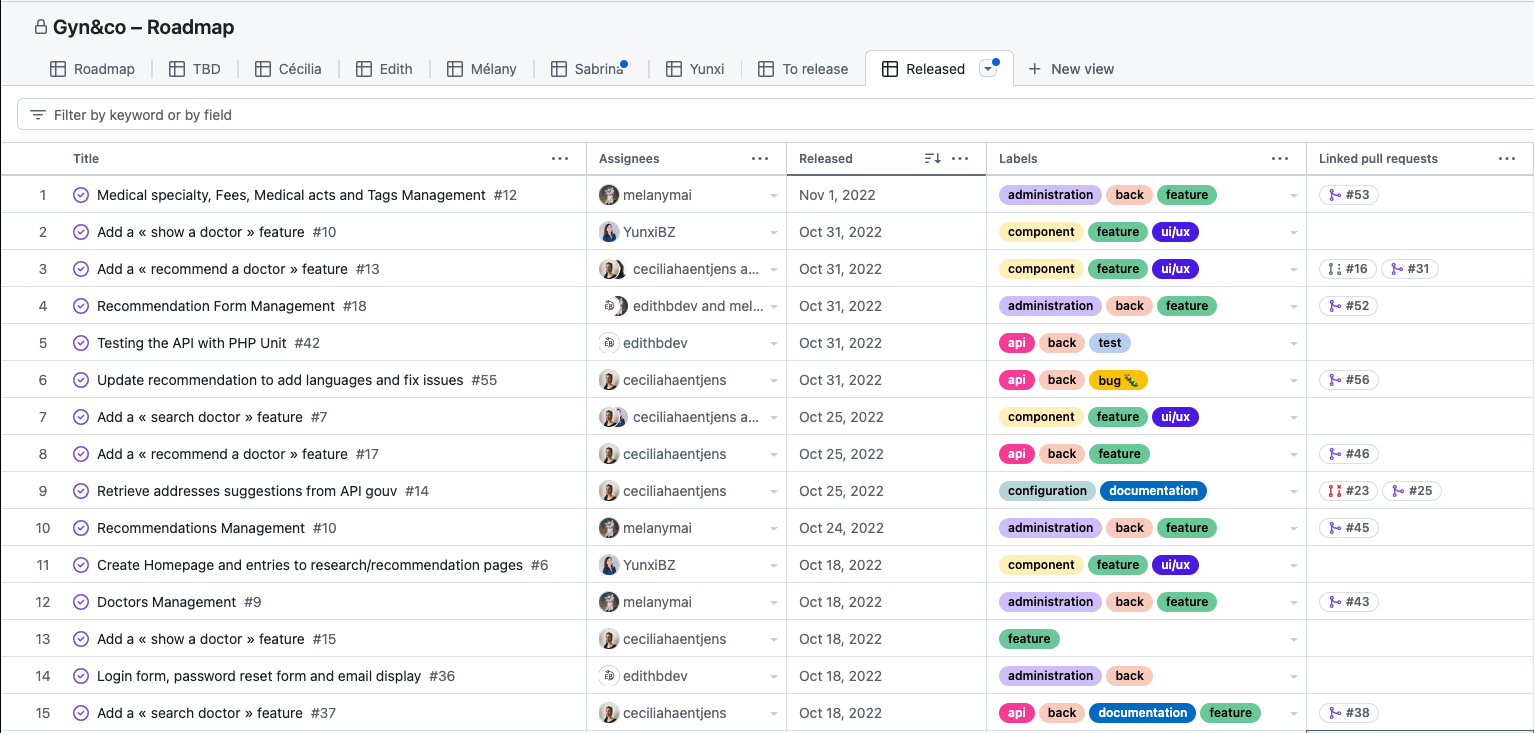 Gyn&co – Roadmap
Roadmap TBD Cécilia Edith Mélany Sabrina Yunxi To release Released New view
Filter by keyword or by field
Title Assignees Released Labels Linked pull requests
1 Medical specialty, Fees, Medical acts and Tags Management #12 melanymai Nov 1, 2022 administration back feature #53
2 Add a « show a doctor » feature #10 YunxiBZ Oct 31, 2022 component feature ui/ux
3 Add a « recommend a doctor » feature #13 ceciliahaentjens a... Oct 31, 2022 component feature ui/ux #16 #31
4 Recommendation Form Management #18 edithbdev and mel... Oct 31, 2022 administration back feature #52
5 Testing the API with PHP Unit #42 edithbdev Oct 31, 2022 api back test
6 Update recommendation to add languages and fix issues #55 ceciliahaentjens Oct 31, 2022 api back bug #56
7 Add a « search doctor » feature #7 ceciliahaentjens a... Oct 25, 2022 component feature ui/ux
8 Add a « recommend a doctor » feature #17 ceciliahaentjens Oct 25, 2022 api back feature #46
9 Retrieve addresses suggestions from API gouv #14 ceciliahaentjens Oct 25, 2022 configuration documentation #23 #25
10 Recommendations Management #10 melanymai Oct 24, 2022 administration back feature #45
11 Create Homepage and entries to research/recommendation pages #6 YunxiBZ Oct 18, 2022 component feature ui/ux
12 Doctors Management #9 melanymai Oct 18, 2022 administration back feature #43
13 Add a « show a doctor » feature #15 ceciliahaentjens Oct 18, 2022 feature
14 Login form, password reset form and email display #36 edithbdev Oct 18, 2022 administration back
15 Add a « search doctor » feature #37 ceciliahaentjens Oct 18, 2022 api back documentation feature #38